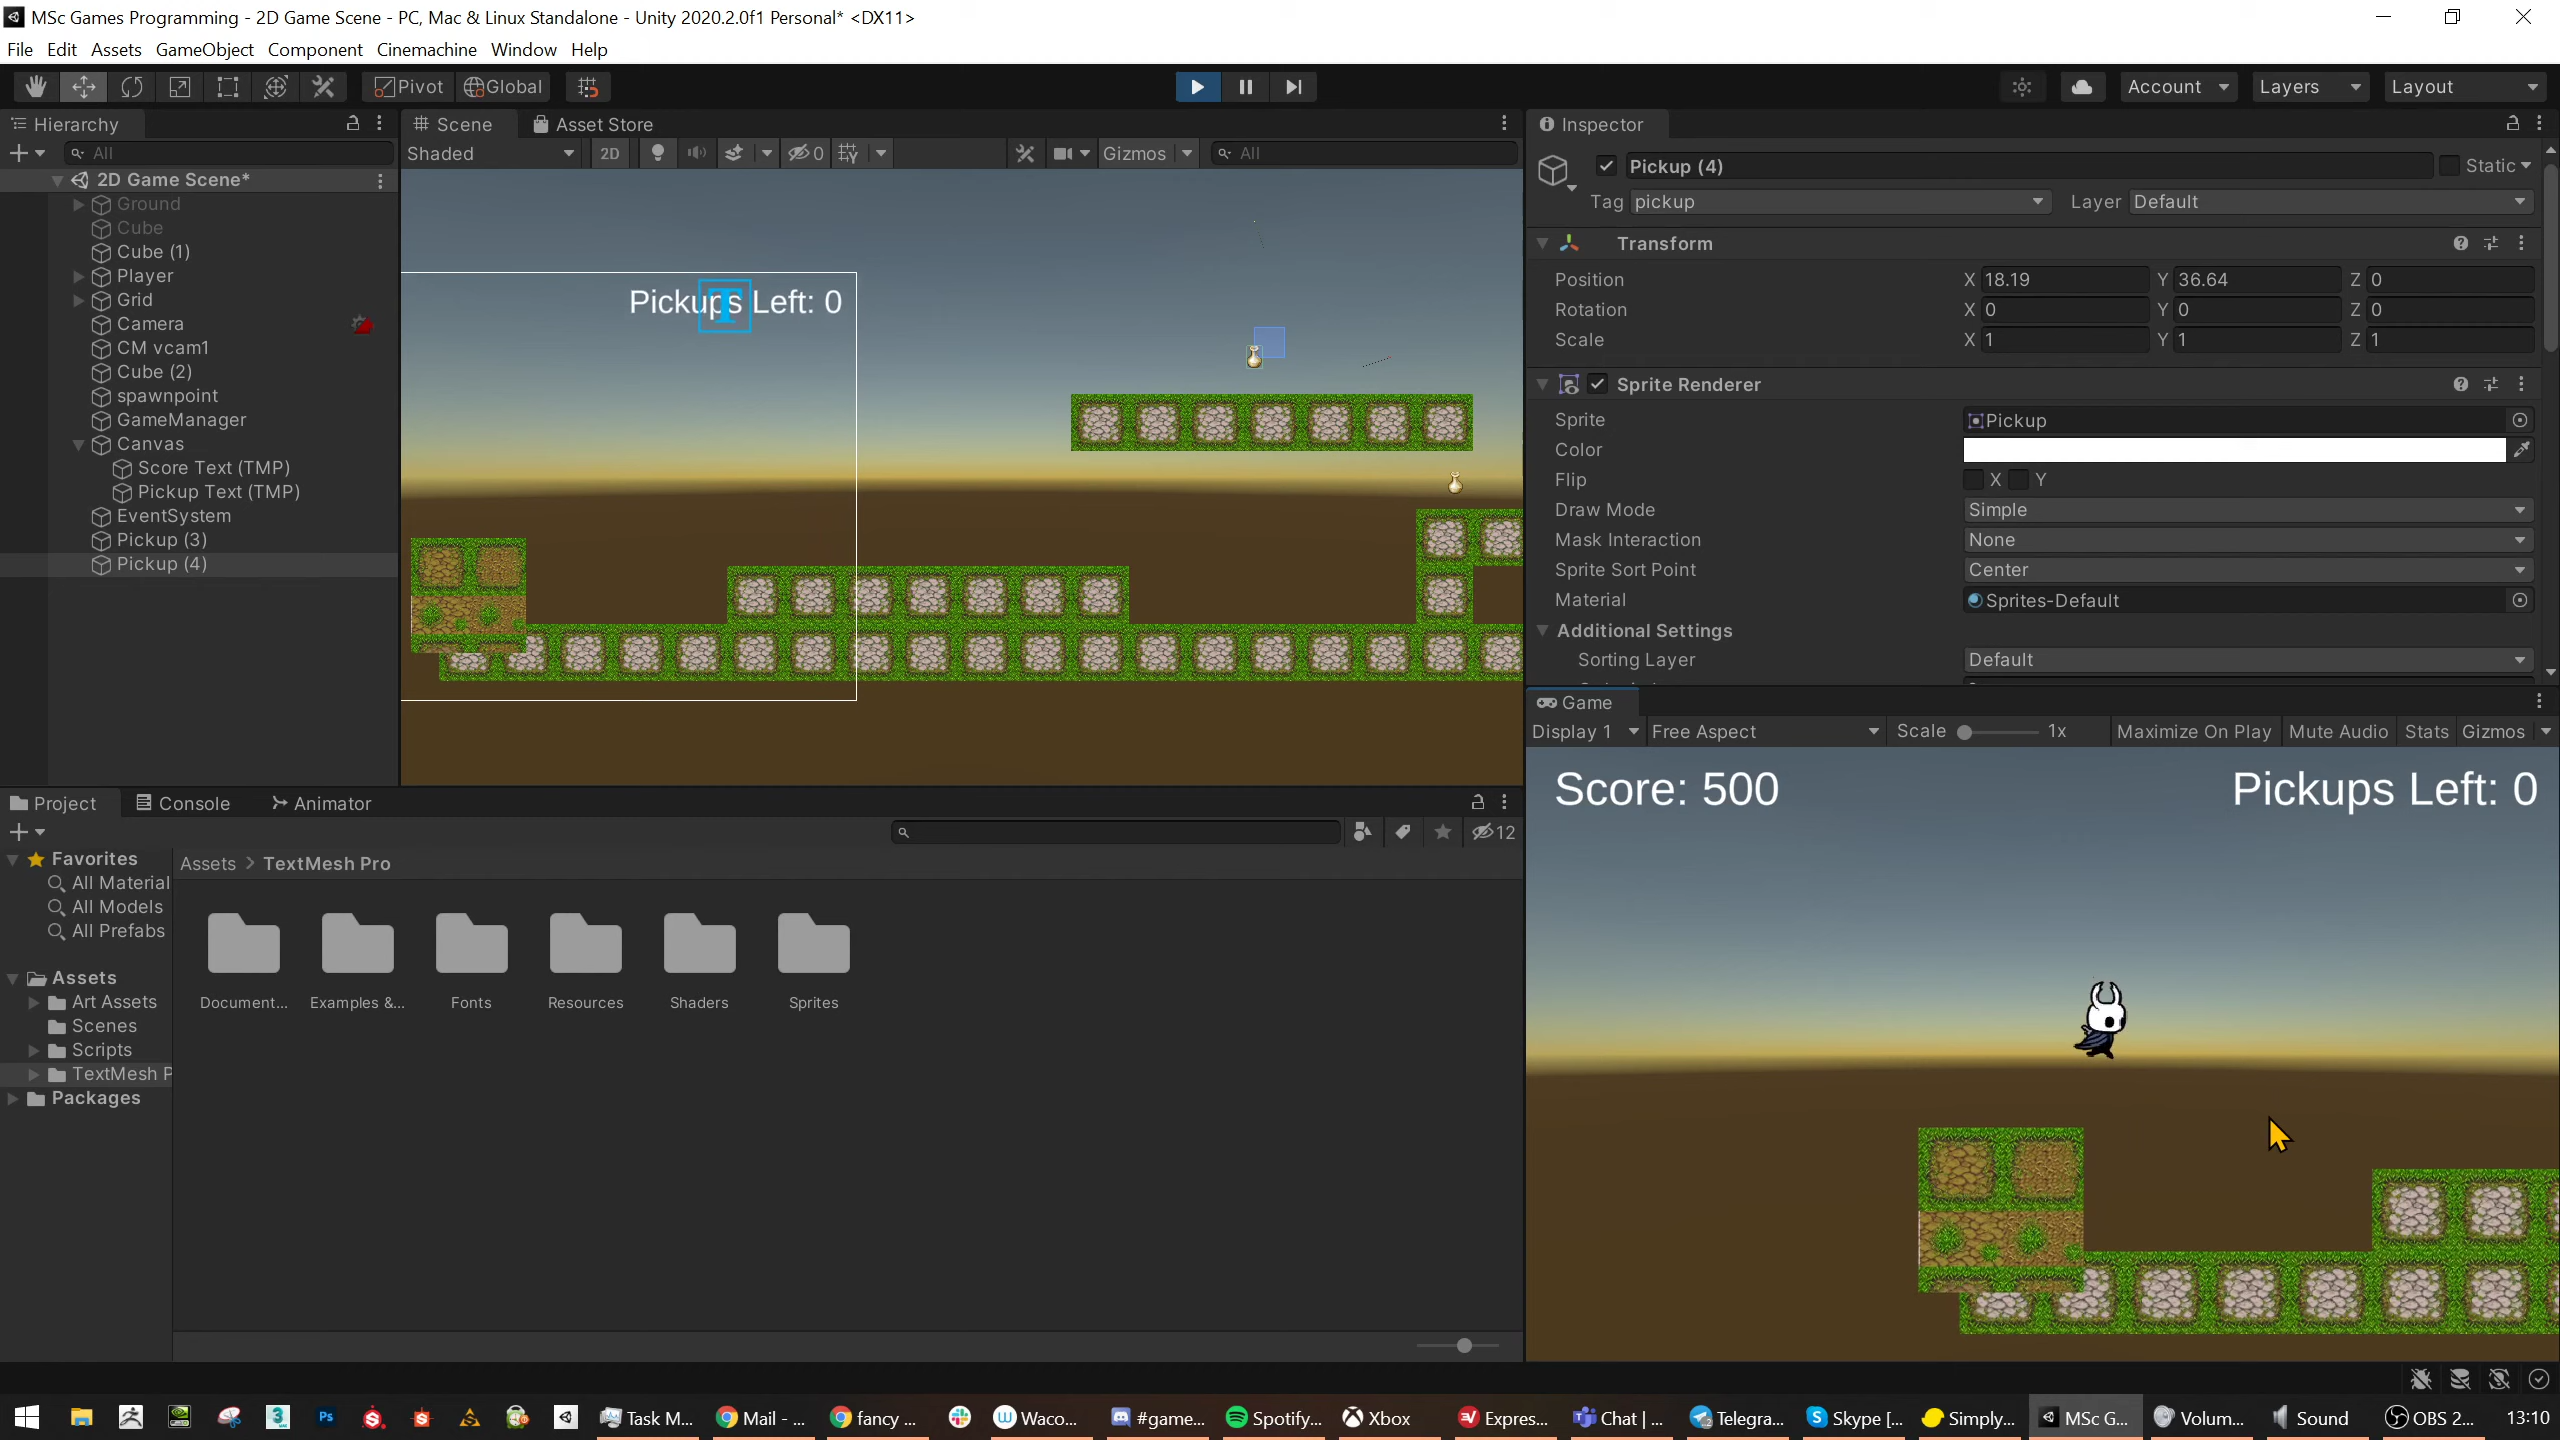 MSc Games Programming - 2D Game Scene - PC, Mac & Linux Standalone - Unity 2020.2.0f1 Personal* <DX11>
File Edit Assets GameObject Component Cinemachine Window Help
Pivot Global Account Layers Layout
Hierarchy
All
2D Game Scene*
Ground
Cube
Cube (1)
Player
Grid
Camera
CM vcam1
Cube (2)
spawnpoint
GameManager
Canvas
Score Text (TMP)
Pickup Text (TMP)
EventSystem
Pickup (3)
Pickup (4)
Scene Asset Store
Shaded 2D 0 Gizmos All
Pickups Left: 0
T
Inspector
Pickup (4) Static
Tag pickup Layer Default
Transform
Position X 18.19 Y 36.64 Z 0
Rotation X 0 Y 0 Z 0
Scale X 1 Y 1 Z 1
Sprite Renderer
Sprite Pickup
Color
Flip X Y
Draw Mode Simple
Mask Interaction None
Sprite Sort Point Center
Material Sprites-Default
Additional Settings
Sorting Layer Default
Game
Display 1 Free Aspect Scale 1x Maximize On Play Mute Audio Stats Gizmos
Score: 500 Pickups Left: 0
Project Console Animator
12
Favorites
All Material
All Models
All Prefabs
Assets
Art Assets
Scenes
Scripts
TextMesh P
Packages
Assets > TextMesh Pro
Document... Examples &... Fonts Resources Shaders Sprites
Task M... Mail - ... fancy ... Waco... #game... Spotify... Xbox Expres... Chat | ... Telegra... Skype [... Simply... MSc G... Volum... Sound OBS 2... 13:10